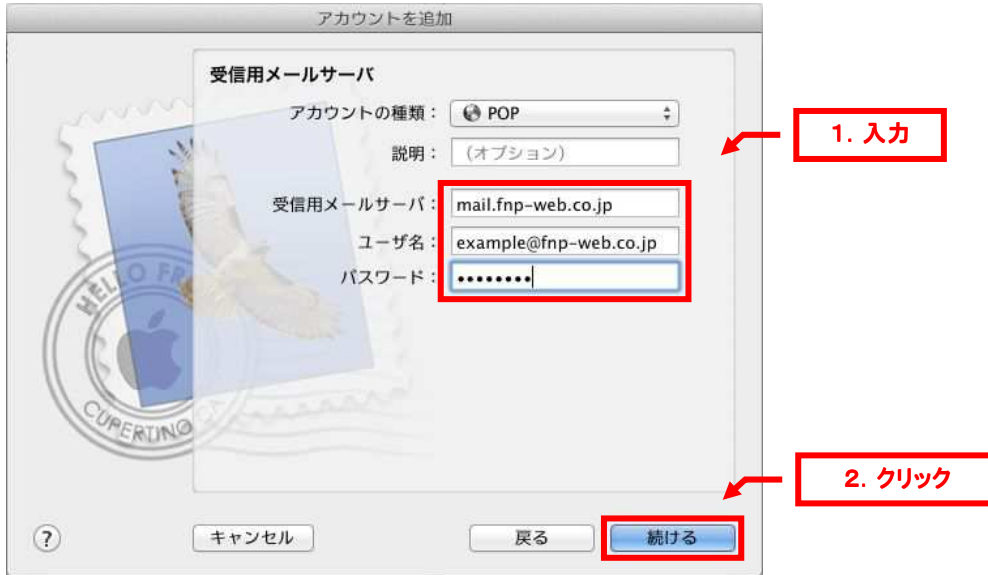 アカウントを追加
受信用メールサーバ
アカウントの種類： POP
説明： (オプション)
受信用メールサーバ： mail.fnp-web.co.jp
ユーザ名： example@fnp-web.co.jp
パスワード： ••••••••
1. 入力
HELLO FR
CUPERTINO CA
2. クリック
? キャンセル 戻る 続ける